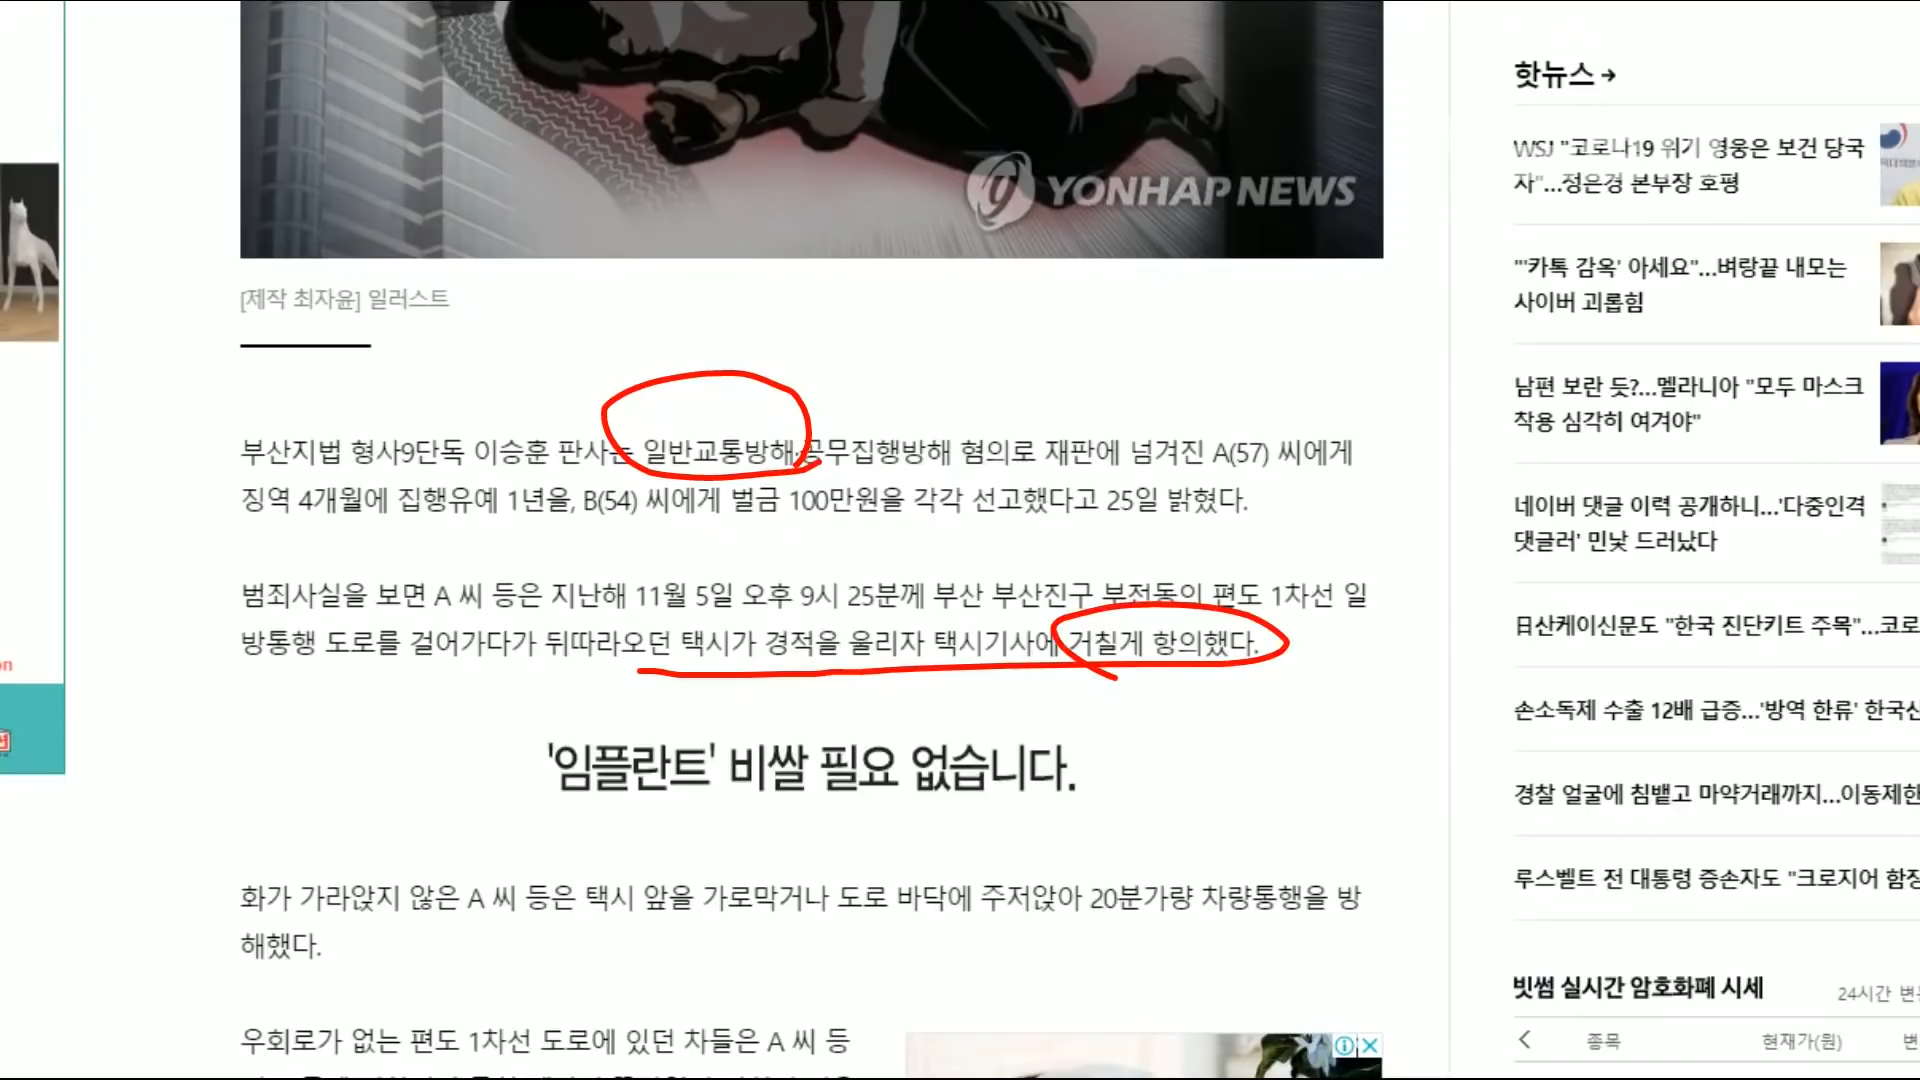 YONHAP NEWS
[제작 최자윤] 일러스트
부산지법 형사9단독 이승훈 판사는 일반교통방해·공무집행방해 혐의로 재판에 넘겨진 A(57) 씨에게
징역 4개월에 집행유예 1년을, B(54) 씨에게 벌금 100만원을 각각 선고했다고 25일 밝혔다.
범죄사실을 보면 A 씨 등은 지난해 11월 5일 오후 9시 25분께 부산 부산진구 부전동의 편도 1차선 일
방통행 도로를 걸어가다가 뒤따라오던 택시가 경적을 울리자 택시기사에 거칠게 항의했다.
'임플란트' 비쌀 필요 없습니다.
화가 가라앉지 않은 A 씨 등은 택시 앞을 가로막거나 도로 바닥에 주저앉아 20분가량 차량통행을 방
해했다.
우회로가 없는 편도 1차선 도로에 있던 차들은 A 씨 등
핫뉴스
WSJ "코로나19 위기 영웅은 보건 당국
자"...정은경 본부장 호평
"'카톡 감옥' 아세요"...벼랑끝 내모는
사이버 괴롭힘
남편 보란 듯?...멜라니아 "모두 마스크
착용 심각히 여겨야"
네이버 댓글 이력 공개하니...'다중인격
댓글러' 민낯 드러났다
日산케이신문도 "한국 진단키트 주목"...코로
손소독제 수출 12배 급증...'방역 한류' 한국산
경찰 얼굴에 침뱉고 마약거래까지...이동제한
루스벨트 전 대통령 증손자도 "크로지어 함장
빗썸 실시간 암호화폐 시세
24시간 변
종목 현재가(원) 변